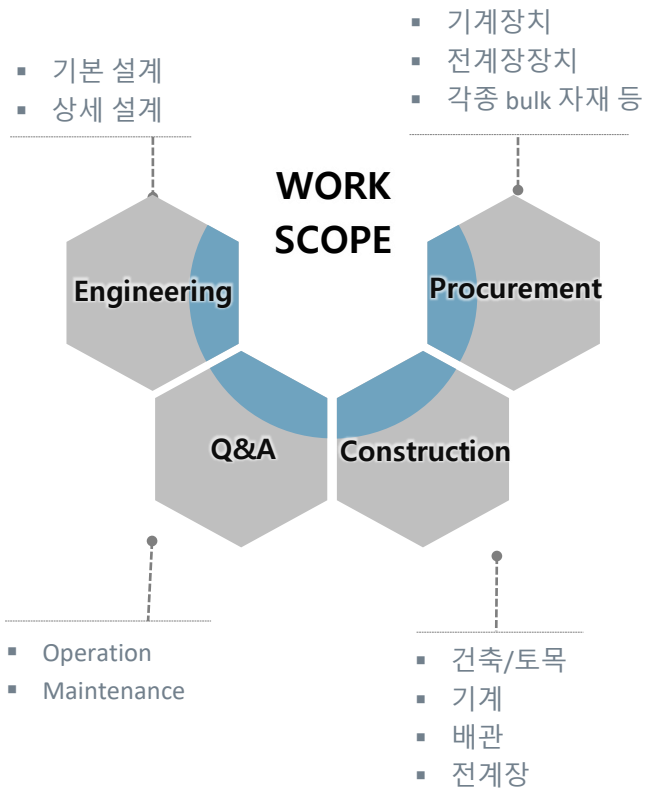 ▪ 기본 설계
▪ 상세 설계
▪ 기계장치
▪ 전계장장치
▪ 각종 bulk 자재 등
WORK
SCOPE
Engineering
Procurement
Q&A
Construction
▪ Operation
▪ Maintenance
▪ 건축/토목
▪ 기계
▪ 배관
▪ 전계장